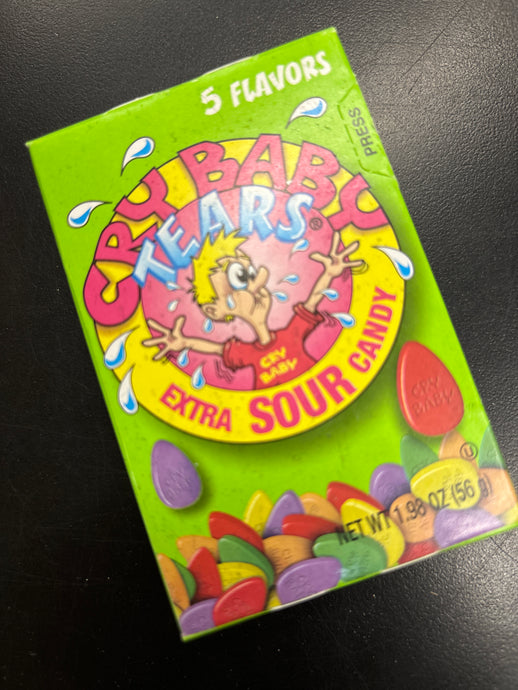 5 FLAVORS
PRESS
CRY BABY
TEARS®
CRY
BABY
EXTRA SOUR CANDY
CRY
BABY
U
NET WT 1.98 OZ (56 g)